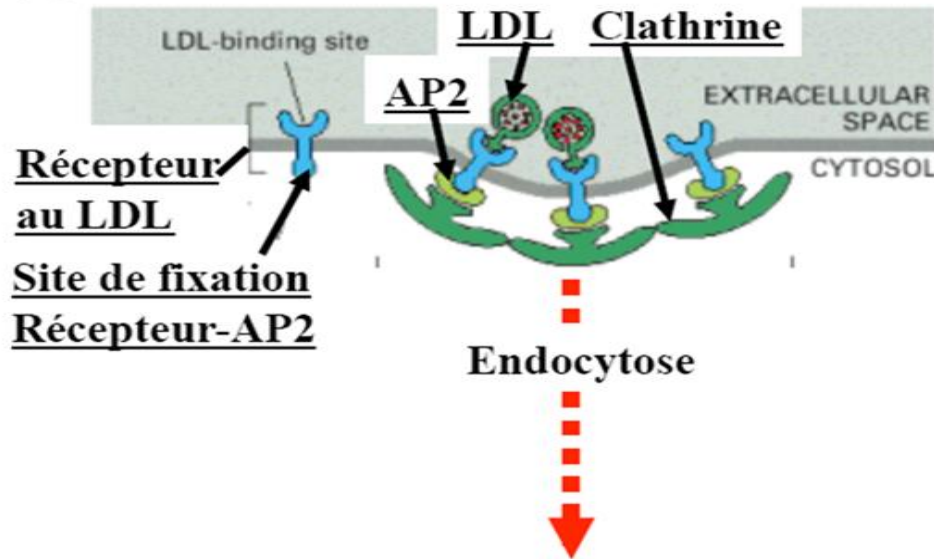 LDL-binding site
LDL
Clathrine
AP2
EXTRACELLULAR
SPACE
CYTOSOL
Récepteur
au LDL
Site de fixation
Récepteur-AP2
Endocytose